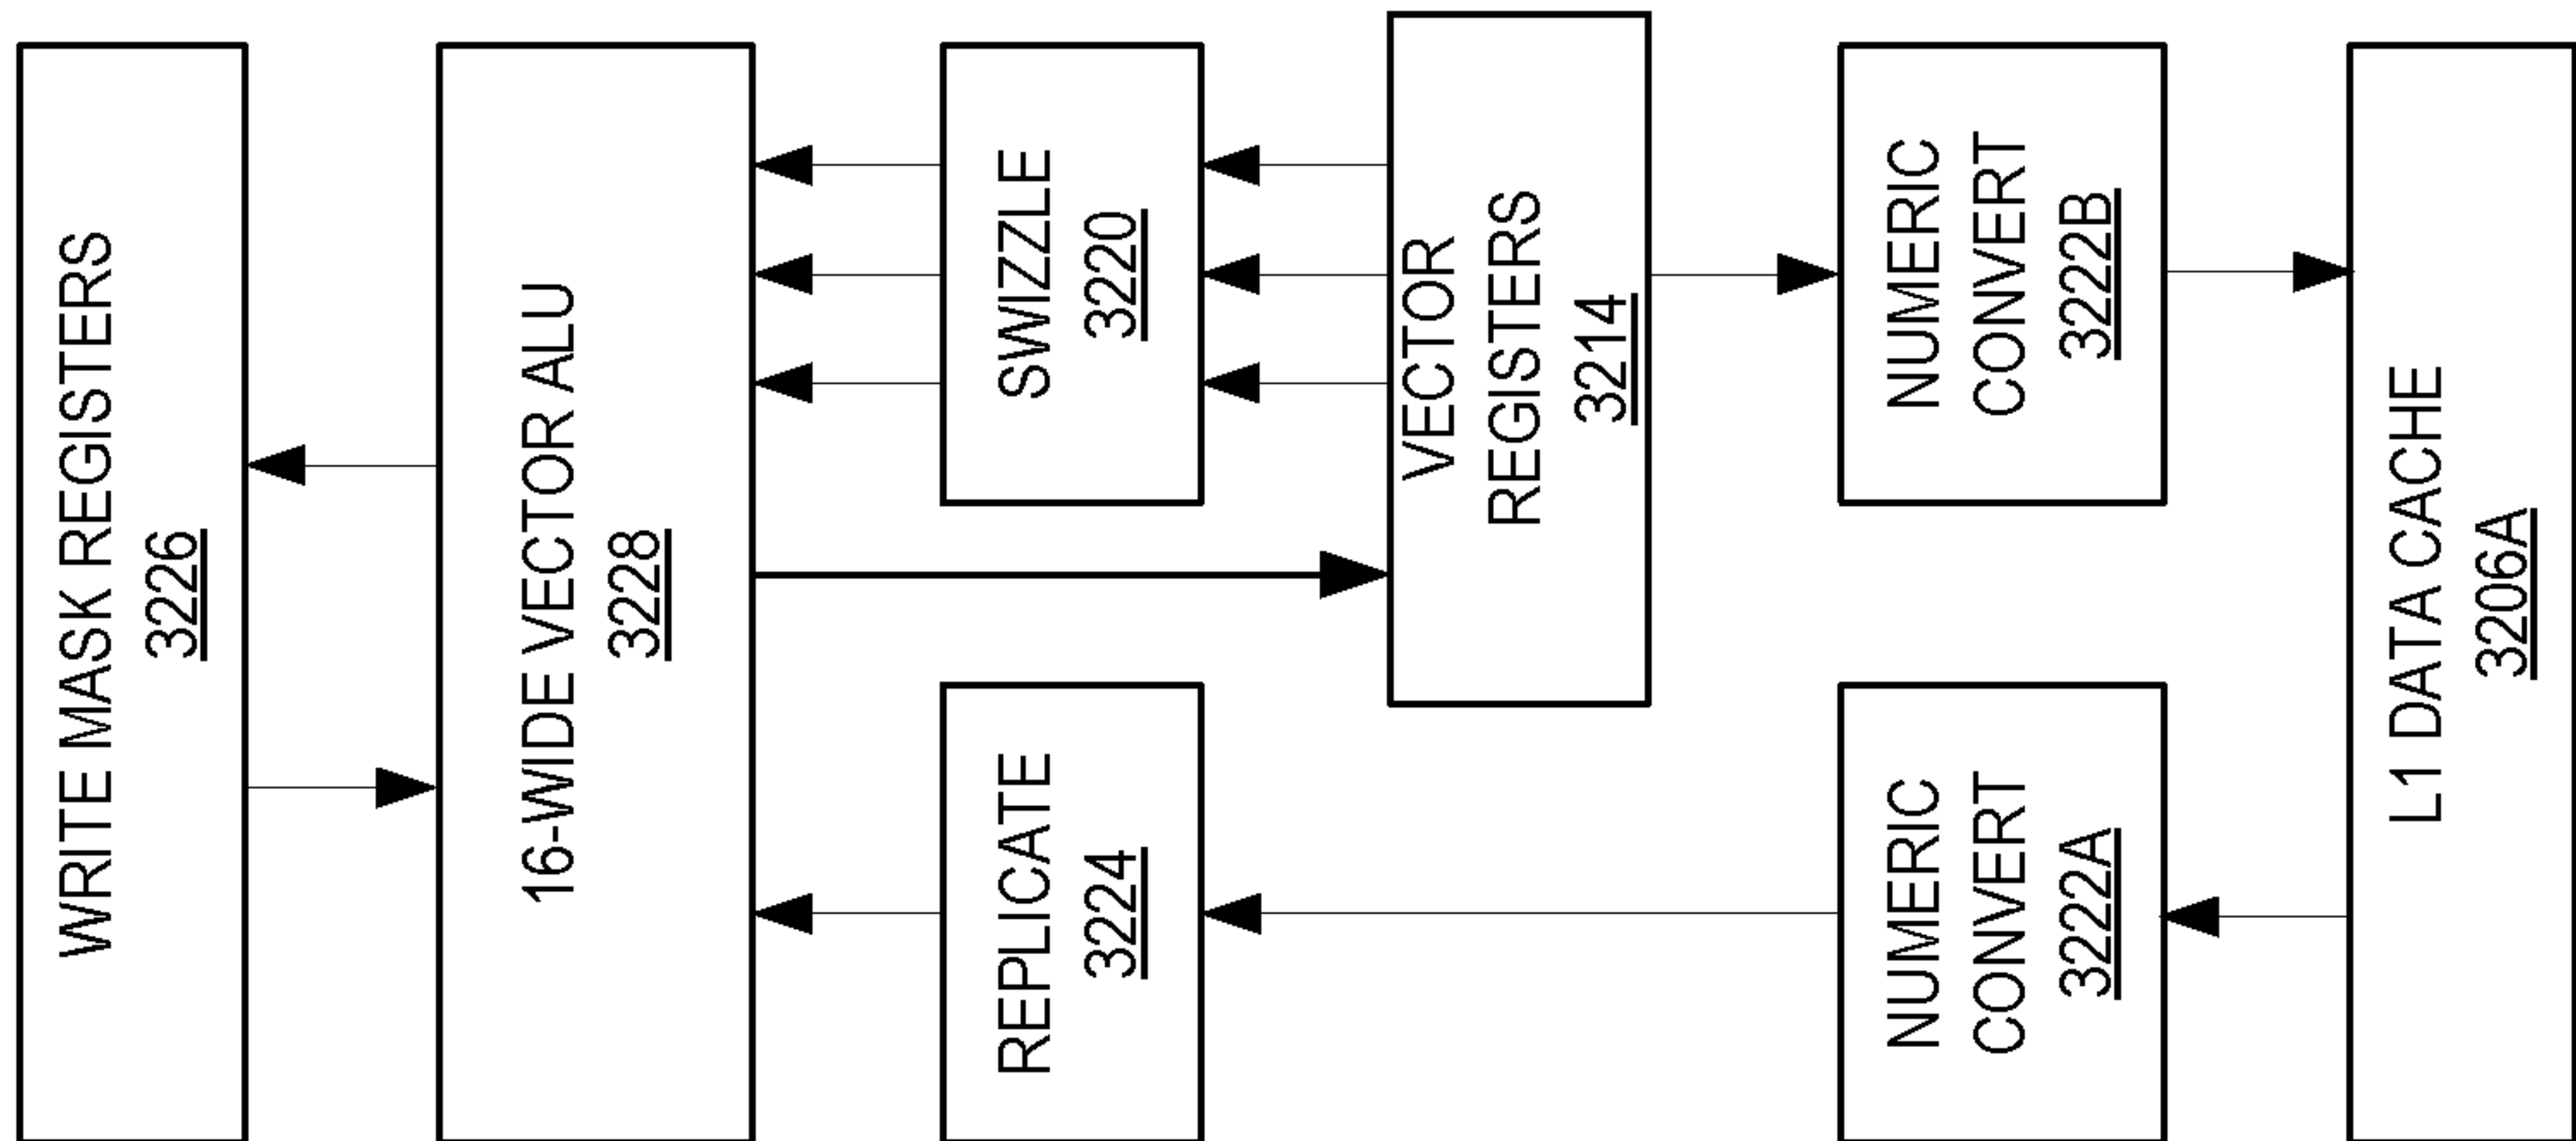 WRITE MASK REGISTERS
3226
16-WIDE VECTOR ALU
3228
REPLICATE
3224
SWIZZLE
3220
VECTOR
REGISTERS
3214
NUMERIC
CONVERT
3222A
NUMERIC
CONVERT
3222B
L1 DATA CACHE
3206A